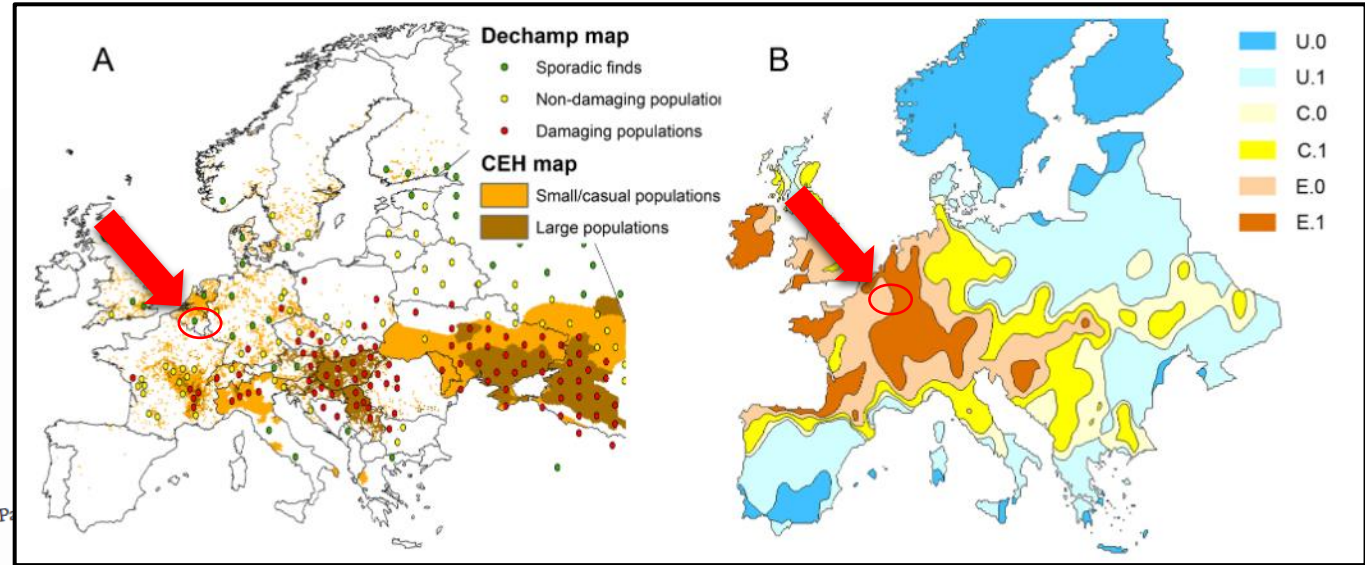 A
Dechamp map
Sporadic finds
Non-damaging population
Damaging populations
CEH map
Small/casual populations
Large populations
B
U.0
U.1
C.0
C.1
E.0
E.1